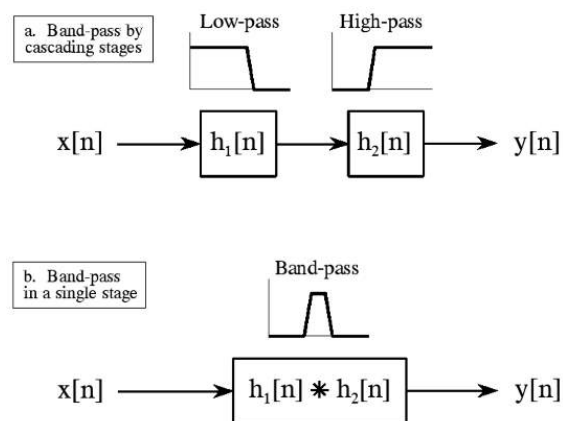 a. Band-pass by
cascading stages
Low-pass
High-pass
x[n]
h₁[n]
h₂[n]
y[n]
b. Band-pass
in a single stage
Band-pass
x[n]
h₁[n] ✱ h₂[n]
y[n]